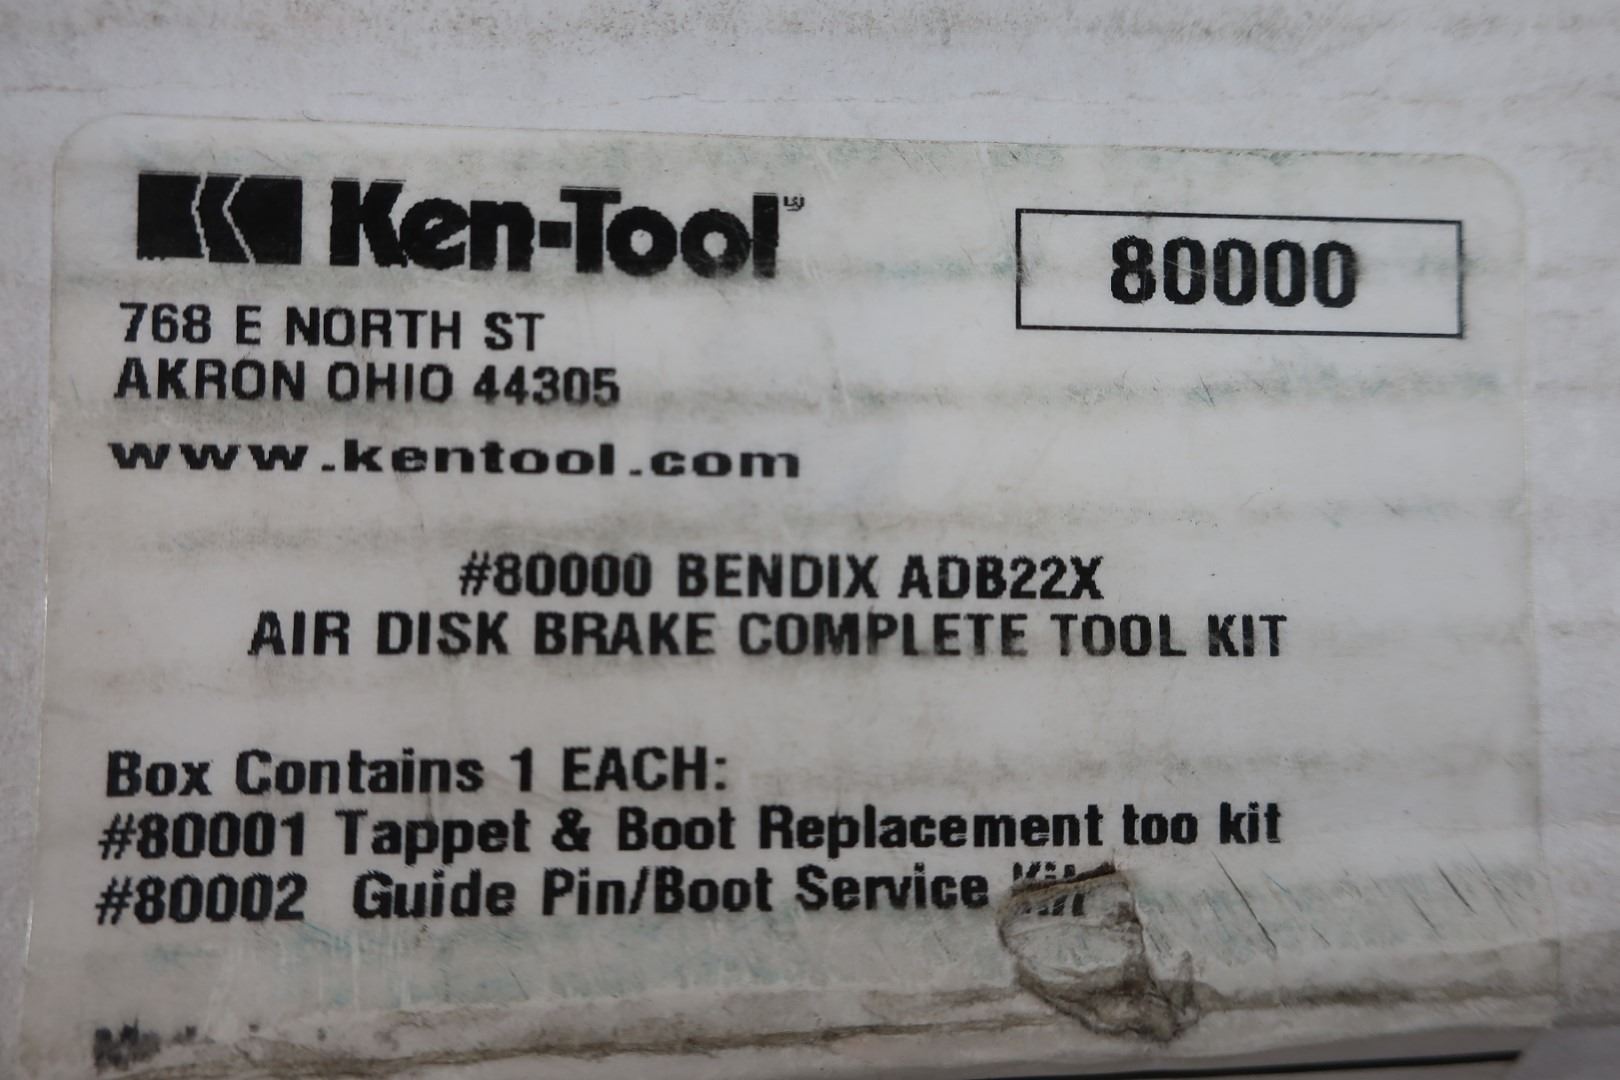 Ken-Tool
80000
768 E NORTH ST
AKRON OHIO 44305
www.kentool.com
#80000 BENDIX ADB22X
AIR DISK BRAKE COMPLETE TOOL KIT
Box Contains 1 EACH:
#80001 Tappet & Boot Replacement too kit
#80002 Guide Pin/Boot Service Kit